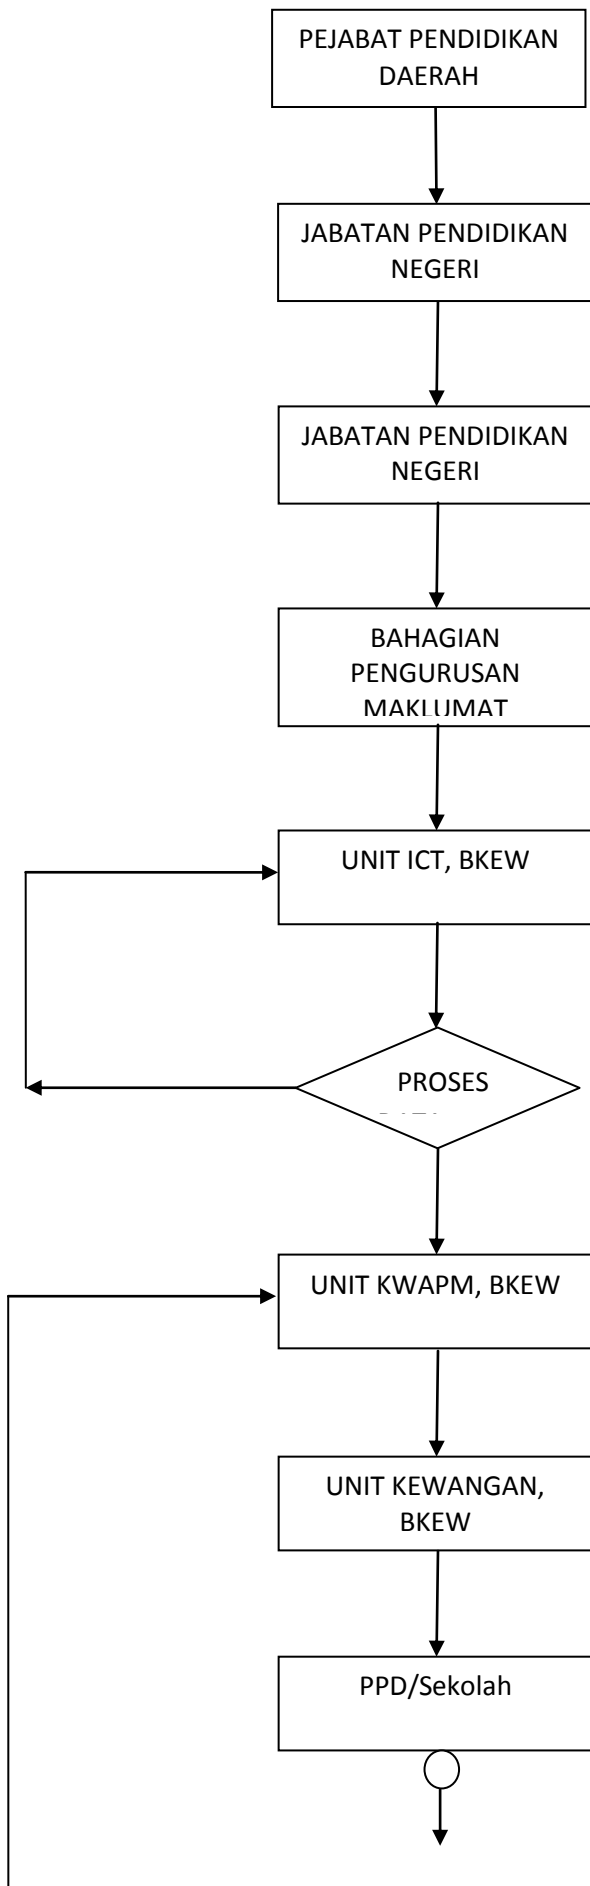 PEJABAT PENDIDIKAN
DAERAH
JABATAN PENDIDIKAN
NEGERI
JABATAN PENDIDIKAN
NEGERI
BAHAGIAN
PENGURUSAN
MAKLUMAT
UNIT ICT, BKEW
PROSES
UNIT KWAPM, BKEW
UNIT KEWANGAN,
BKEW
PPD/Sekolah